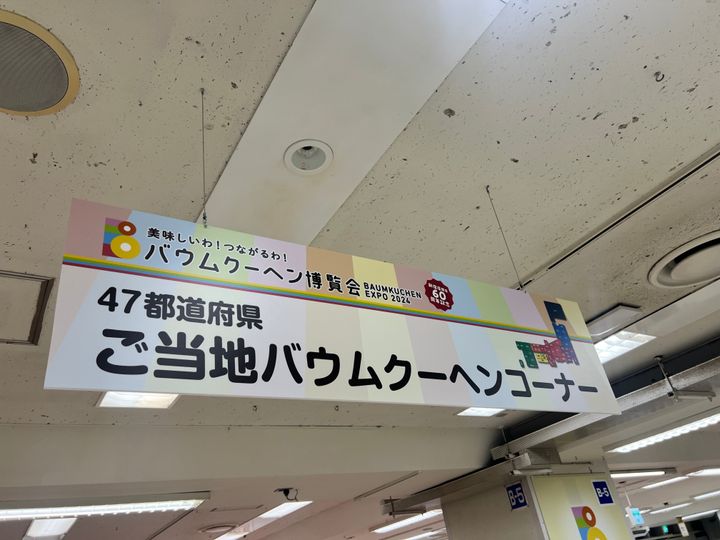 美味しいわ!つながるわ!
バウムクーヘン博覧会
BAUMKUCHEN
EXPO 2024
60
47都道府県
ご当地バウムクーヘンコーナー
B-5
B-5